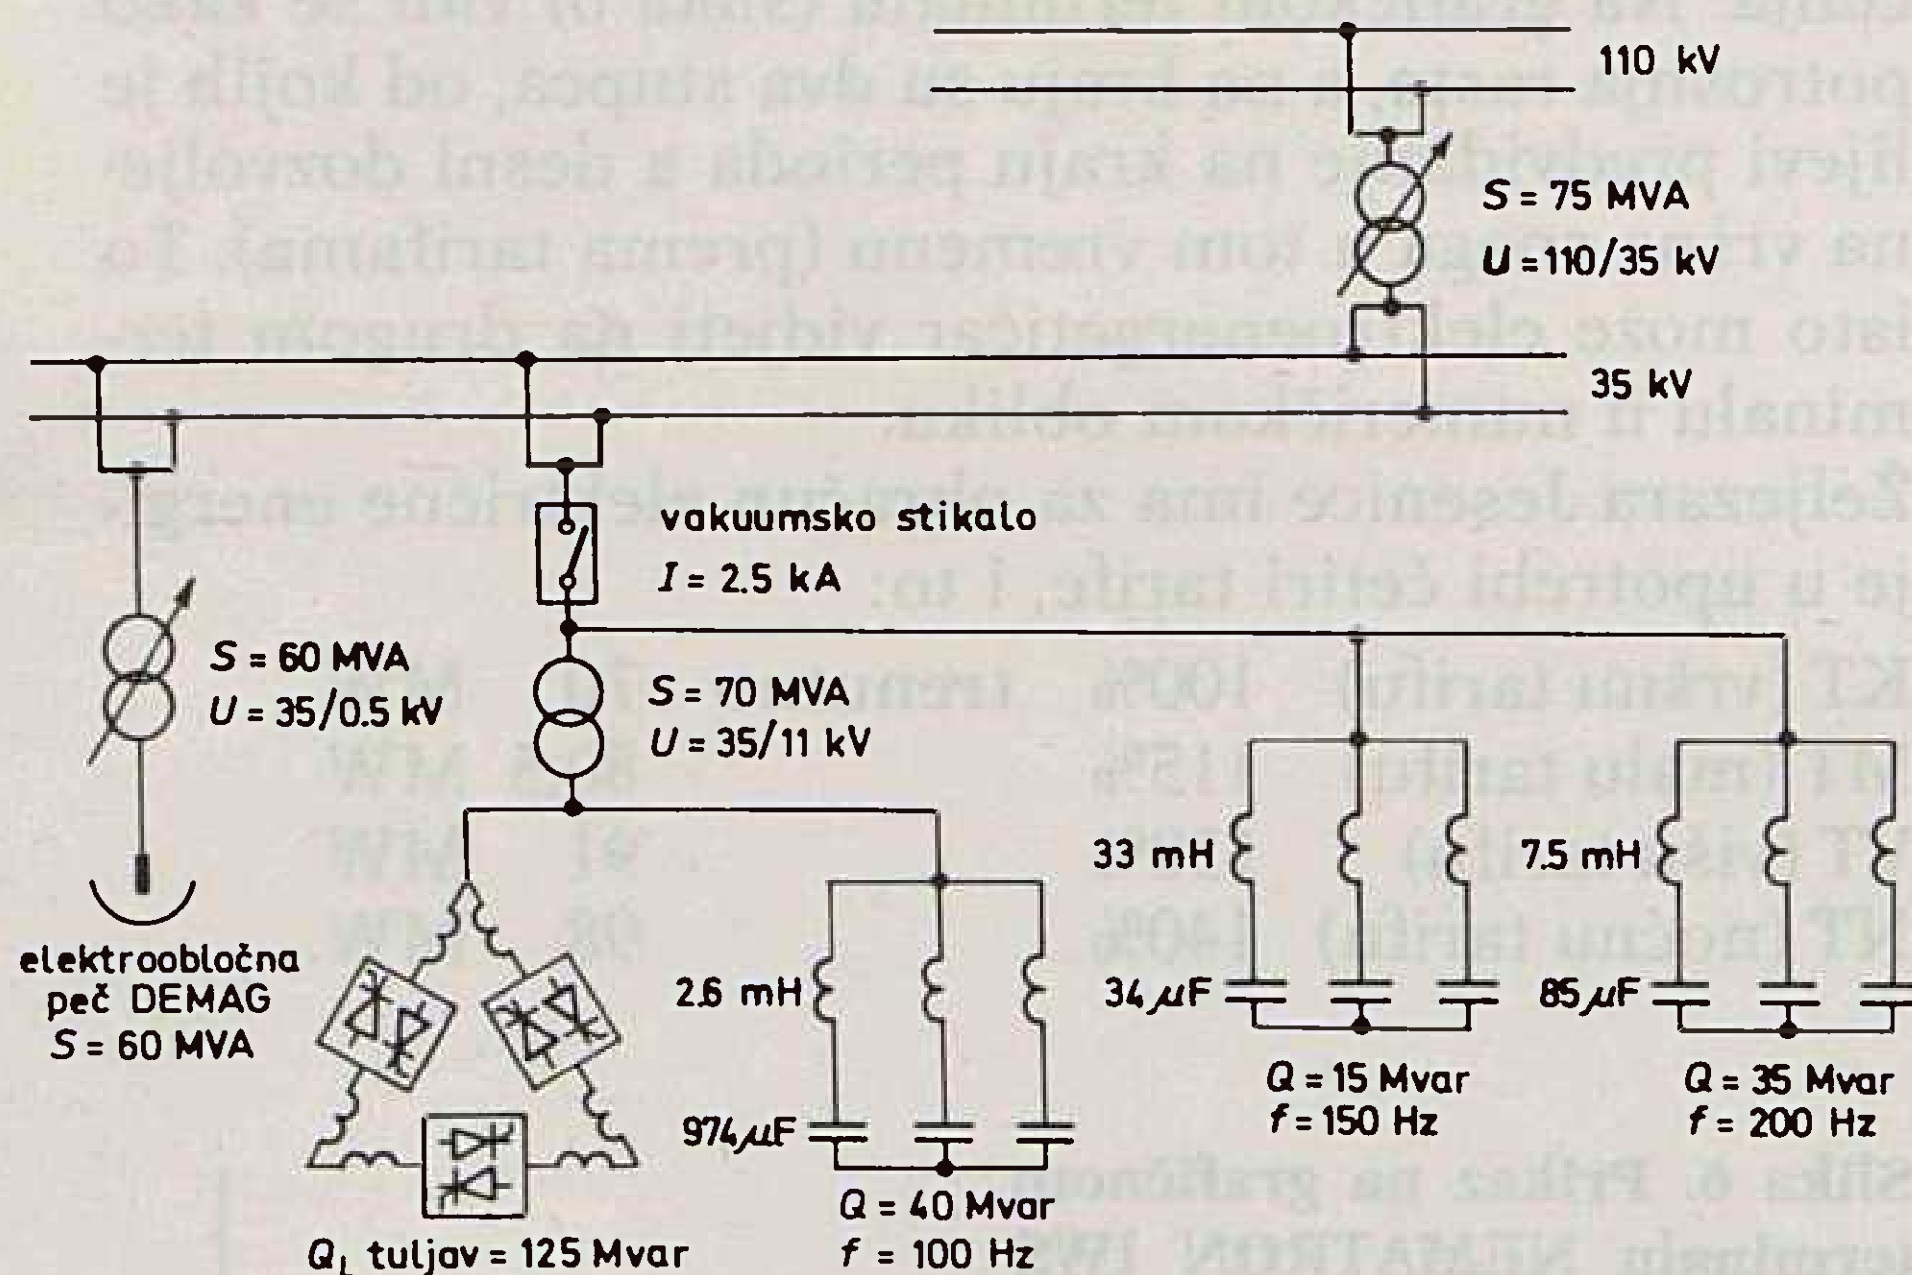 110 kV
S = 75 MVA
U = 110/35 kV
35 kV
vakuumsko stikalo
I = 2.5 kA
S = 60 MVA
U = 35/0.5 kV
S = 70 MVA
U = 35/11 kV
33 mH
7.5 mH
elektroobločna
peč DEMAG
S = 60 MVA
2.6 mH
34 µF
85 µF
974 µF
Q = 15 Mvar
f = 150 Hz
Q = 35 Mvar
f = 200 Hz
Q = 40 Mvar
f = 100 Hz
QL tuljav = 125 Mvar